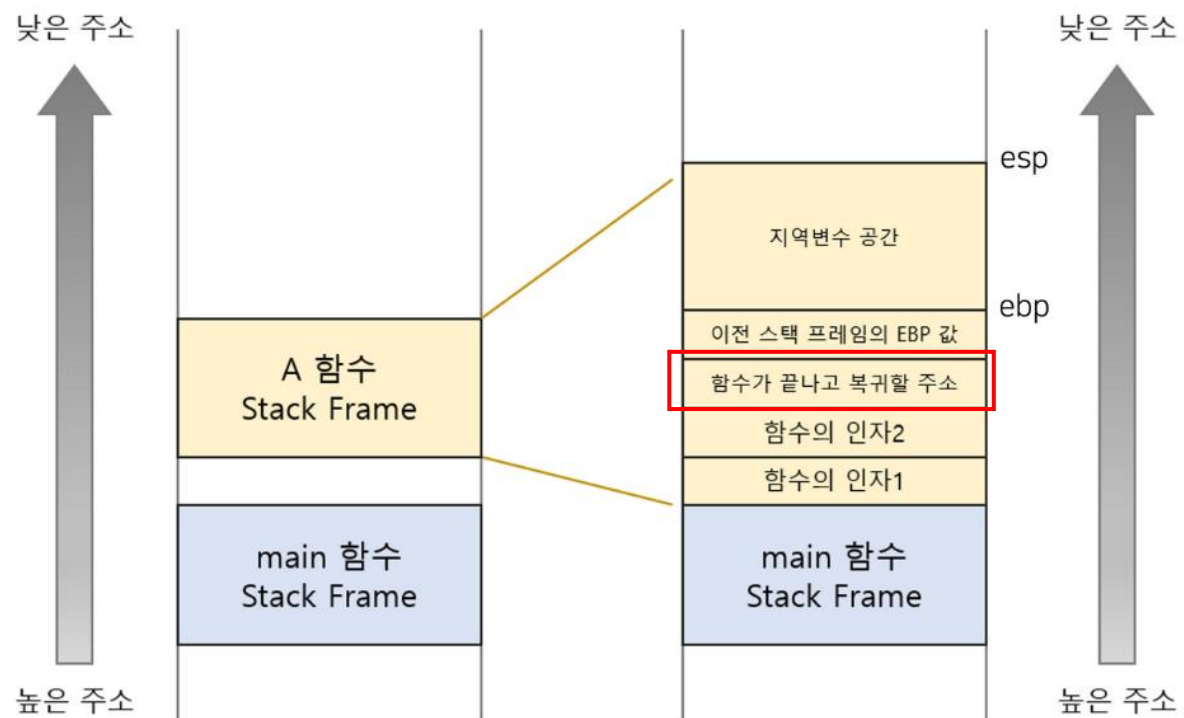 낮은 주소
낮은 주소
esp
지역변수 공간
ebp
이전 스택 프레임의 EBP 값
A 함수
Stack Frame
함수가 끝나고 복귀할 주소
함수의 인자2
함수의 인자1
main 함수
Stack Frame
main 함수
Stack Frame
높은 주소
높은 주소